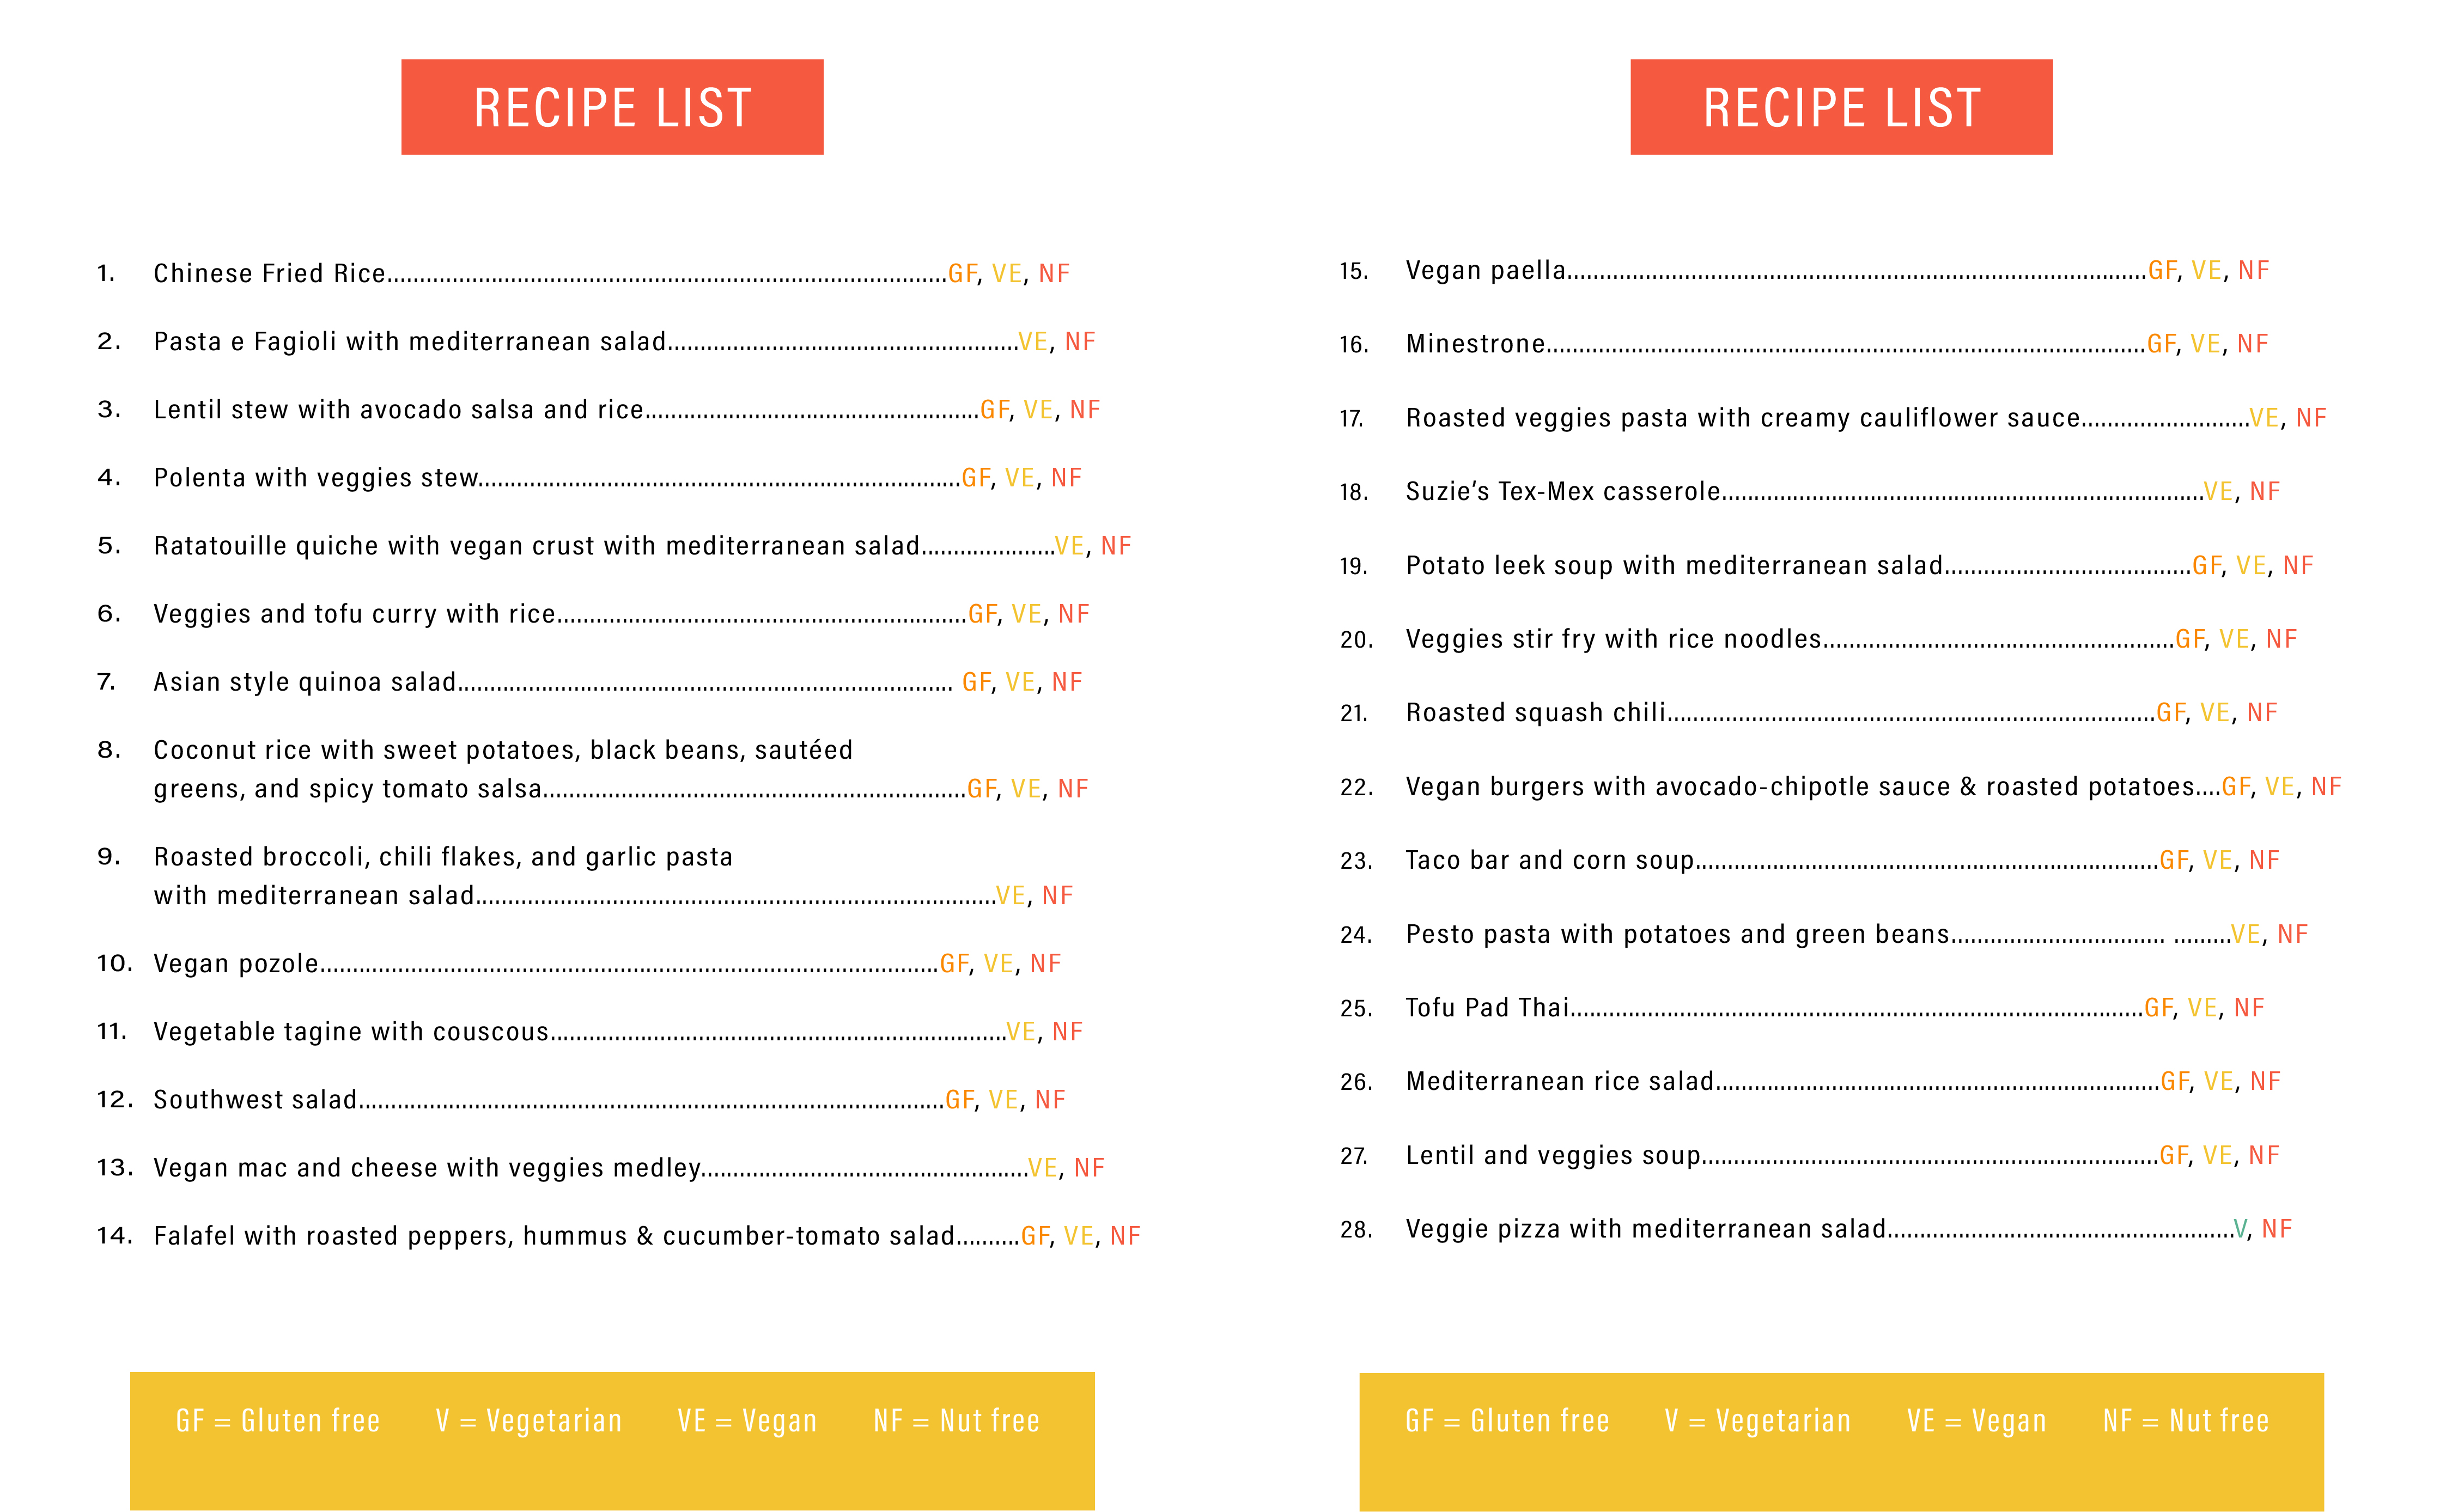 RECIPE LIST
1. Chinese Fried Rice........................................................................................GF, VE, NF
2. Pasta e Fagioli with mediterranean salad.......................................................VE, NF
3. Lentil stew with avocado salsa and rice....................................................GF, VE, NF
4. Polenta with veggies stew...........................................................................GF, VE, NF
5. Ratatouille quiche with vegan crust with mediterranean salad.....................VE, NF
6. Veggies and tofu curry with rice................................................................GF, VE, NF
7. Asian style quinoa salad............................................................................. GF, VE, NF
8. Coconut rice with sweet potatoes, black beans, sautéed
greens, and spicy tomato salsa..................................................................GF, VE, NF
9. Roasted broccoli, chili flakes, and garlic pasta
with mediterranean salad.................................................................................VE, NF
10. Vegan pozole................................................................................................GF, VE, NF
11. Vegetable tagine with couscous.......................................................................VE, NF
12. Southwest salad...........................................................................................GF, VE, NF
13. Vegan mac and cheese with veggies medley...................................................VE, NF
14. Falafel with roasted peppers, hummus & cucumber-tomato salad..........GF, VE, NF
GF = Gluten free V = Vegetarian VE = Vegan NF = Nut free
RECIPE LIST
15. Vegan paella..........................................................................................GF, VE, NF
16. Minestrone.............................................................................................GF, VE, NF
17. Roasted veggies pasta with creamy cauliflower sauce..........................VE, NF
18. Suzie’s Tex-Mex casserole...........................................................................VE, NF
19. Potato leek soup with mediterranean salad......................................GF, VE, NF
20. Veggies stir fry with rice noodles......................................................GF, VE, NF
21. Roasted squash chili............................................................................GF, VE, NF
22. Vegan burgers with avocado-chipotle sauce & roasted potatoes....GF, VE, NF
23. Taco bar and corn soup........................................................................GF, VE, NF
24. Pesto pasta with potatoes and green beans................................. .........VE, NF
25. Tofu Pad Thai.........................................................................................GF, VE, NF
26. Mediterranean rice salad.....................................................................GF, VE, NF
27. Lentil and veggies soup.......................................................................GF, VE, NF
28. Veggie pizza with mediterranean salad......................................................V, NF
GF = Gluten free V = Vegetarian VE = Vegan NF = Nut free